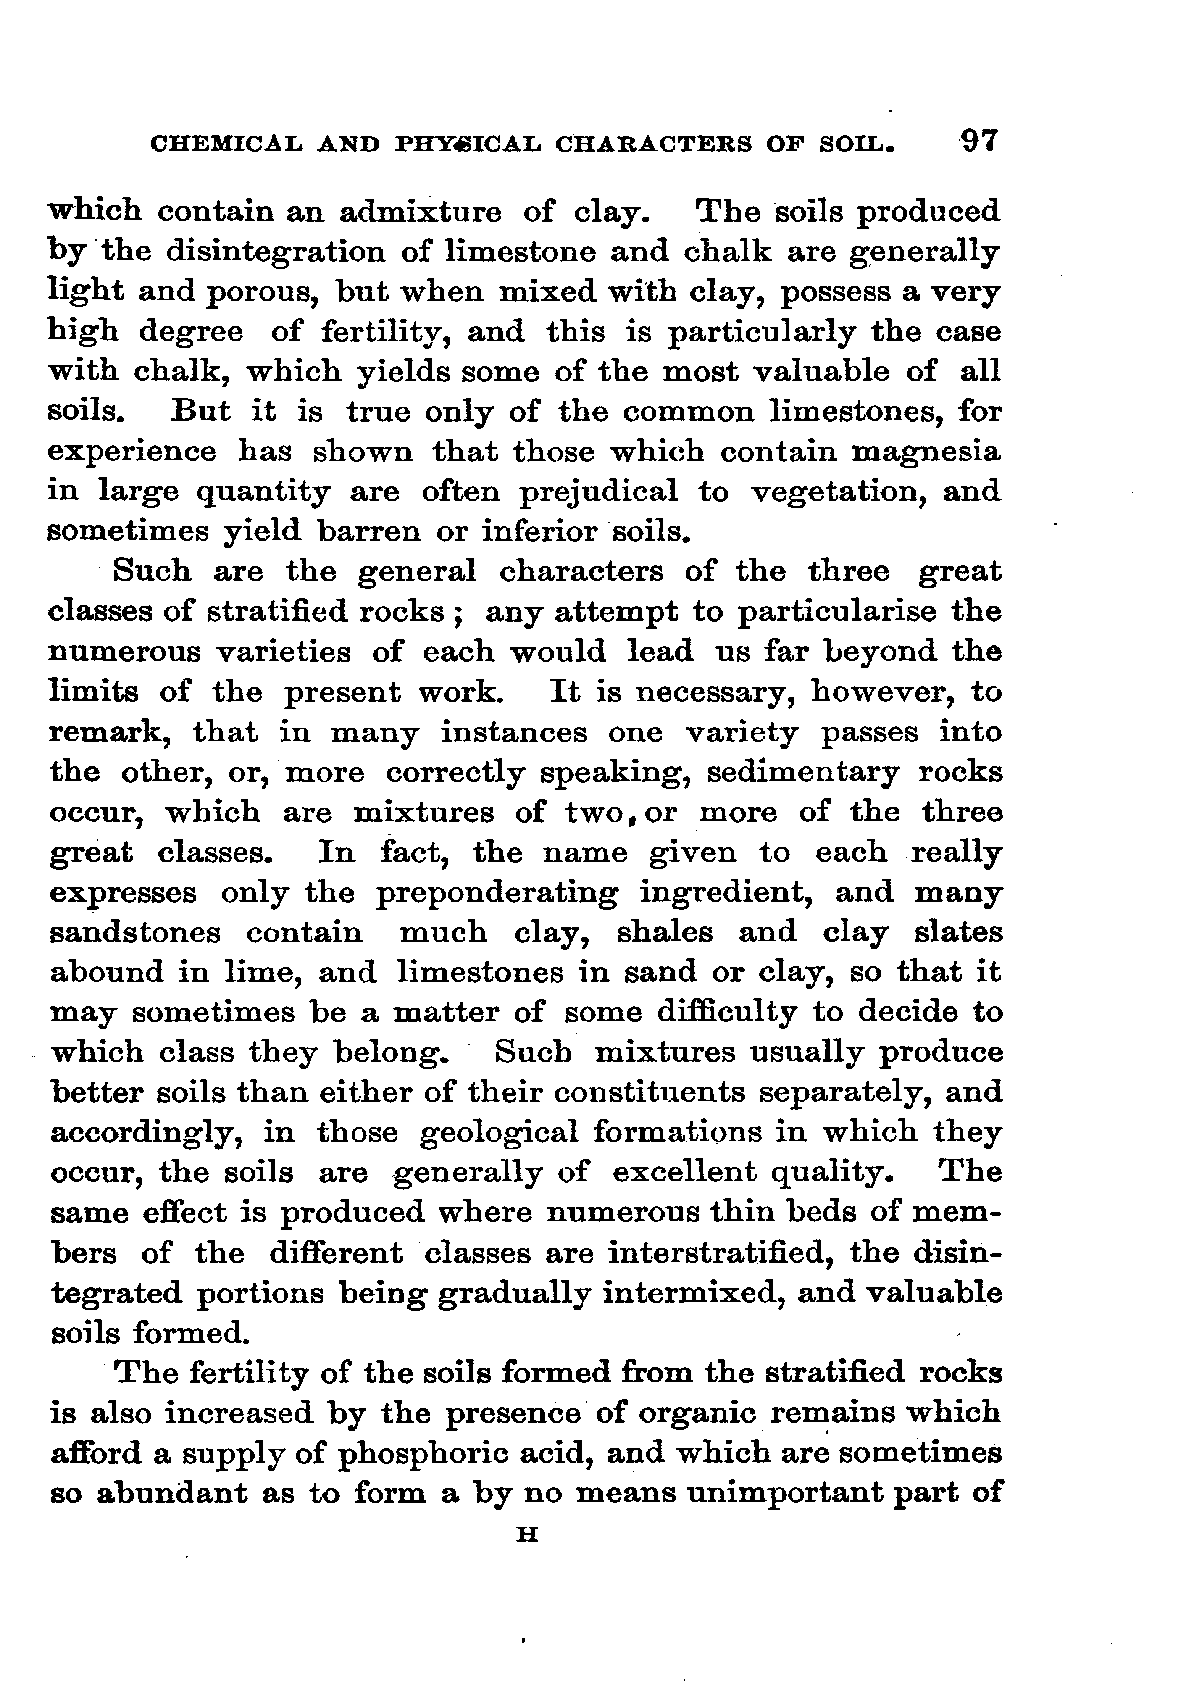 CHEMICAL AND PHYSICAL CHARACTERS OF SOIL. 97
which contain an admixture of clay. The soils produced
by the disintegration of limestone and chalk are generally
light and porous, but when mixed with clay, possess a very
high degree of fertility, and this is particularly the case
with chalk, which yields some of the most valuable of all
soils. But it is true only of the common limestones, for
experience has shown that those which contain magnesia
in large quantity are often prejudical to vegetation, and
sometimes yield barren or inferior soils.
Such are the general characters of the three great
classes of stratified rocks ; any attempt to particularise the
numerous varieties of each would lead us far beyond the
limits of the present work. It is necessary, however, to
remark, that in many instances one variety passes into
the other, or, more correctly speaking, sedimentary rocks
occur, which are mixtures of two, or more of the three
great classes. In fact, the name given to each really
expresses only the preponderating ingredient, and many
sandstones contain much clay, shales and clay slates
abound in lime, and limestones in sand or clay, so that it
may sometimes be a matter of some difficulty to decide to
which class they belong. Such mixtures usually produce
better soils than either of their constituents separately, and
accordingly, in those geological formations in which they
occur, the soils are generally of excellent quality. The
same effect is produced where numerous thin beds of mem-
bers of the different classes are interstratified, the disin-
tegrated portions being gradually intermixed, and valuable
soils formed.
The fertility of the soils formed from the stratified rocks
is also increased by the presence of organic remains which
afford a supply of phosphoric acid, and which are sometimes
so abundant as to form a by no means unimportant part of
H